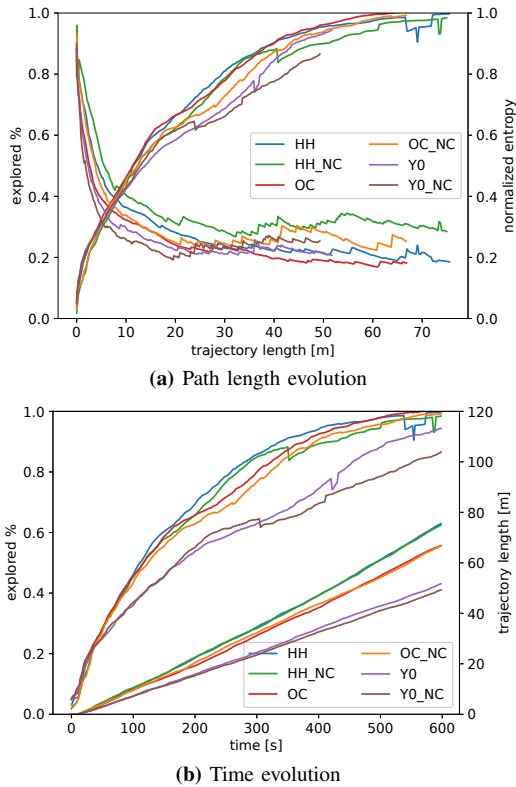 1.0
0.8
0.6
0.4
0.2
0.0
explored %
1.0
0.8
0.6
0.4
0.2
0.0
normalized entropy
HH
HH_NC
OC
OC_NC
Y0
Y0_NC
0 10 20 30 40 50 60 70
trajectory length [m]
(a) Path length evolution
1.0
0.8
0.6
0.4
0.2
0.0
explored %
120
100
80
60
40
20
0
trajectory length [m]
HH
HH_NC
OC
OC_NC
Y0
Y0_NC
0 100 200 300 400 500 600
time [s]
(b) Time evolution